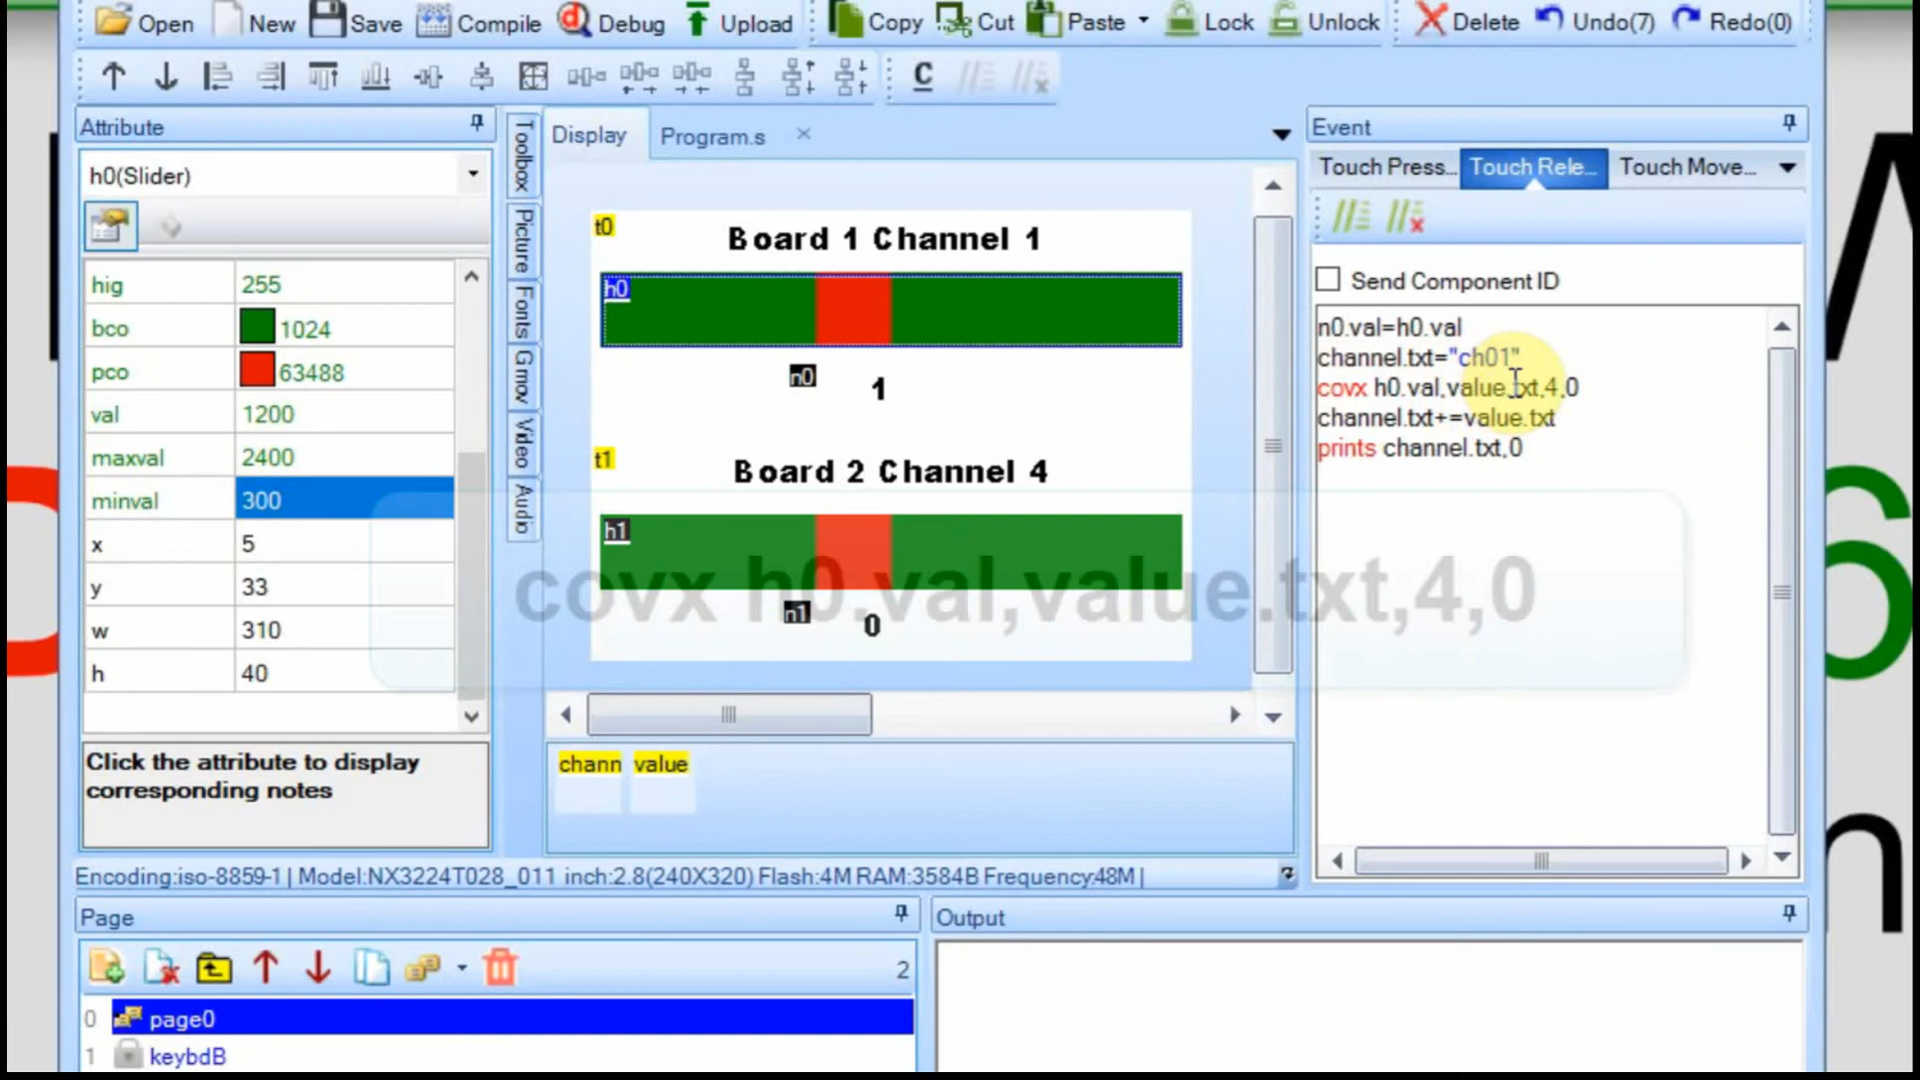 Open New Save Compile Debug Upload Copy Cut Paste Lock Unlock Delete Undo(7) Redo(0)
Attribute
h0(Slider)
hig 255
bco 1024
pco 63488
val 1200
maxval 2400
minval 300
x 5
y 33
w 310
h 40
Click the attribute to display
corresponding notes
Toolbox
Picture
Fonts
Gmov
Video
Audio
Display Program.s
t0
Board 1 Channel 1
h0
n0 1
t1
Board 2 Channel 4
h1
n1 0
chann value
Event
Touch Press... Touch Rele... Touch Move...
Send Component ID
n0.val=h0.val
channel.txt="ch01"
covx h0.val,value.txt,4,0
channel.txt+=value.txt
prints channel.txt,0
covx h0.val,value.txt,4,0
Encoding:iso-8859-1| Model:NX3224T028_011 inch:2.8(240X320) Flash:4M RAM:3584B Frequency:48M|
Page
2
0 page0
1 keybdB
Output